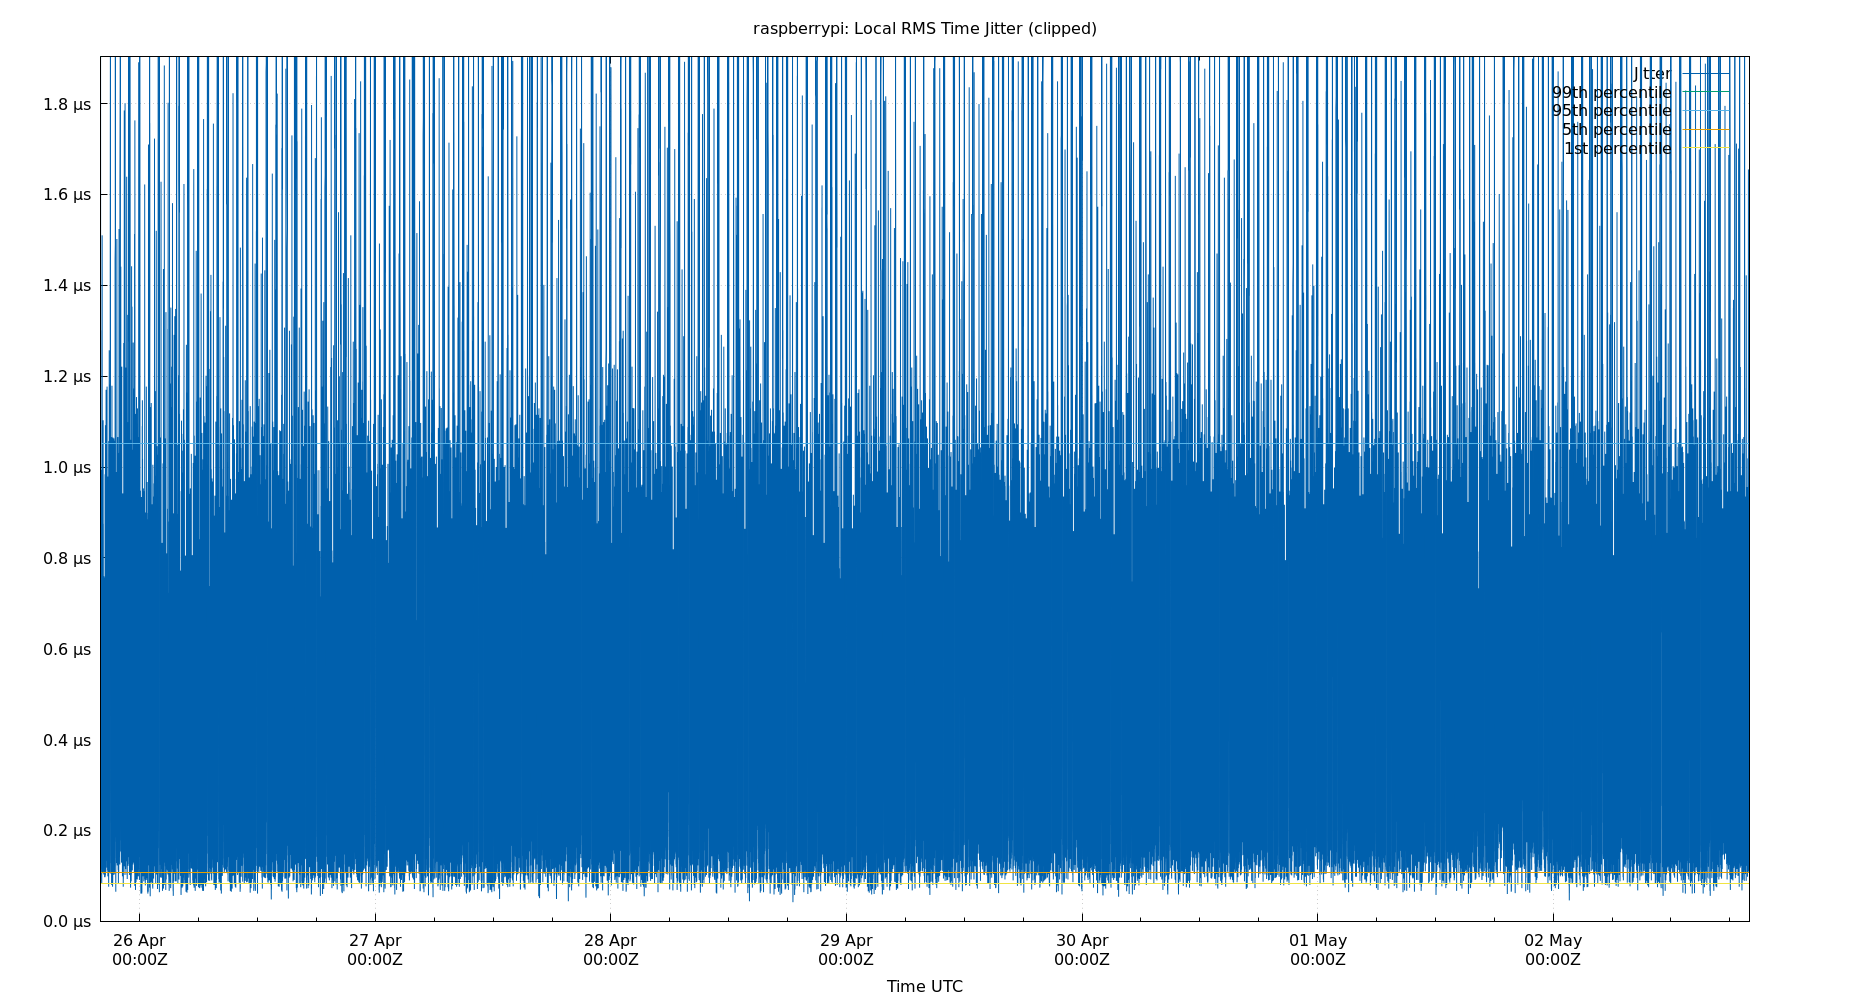 raspberrypi: Local RMS Time Jitter (clipped)
Jitter
99th percentile
95th percentile
5th percentile
1st percentile
1.8 µs
1.6 µs
1.4 µs
1.2 µs
1.0 µs
0.8 µs
0.6 µs
0.4 µs
0.2 µs
0.0 µs
26 Apr 27 Apr 28 Apr 29 Apr 30 Apr 01 May 02 May
00:00Z 00:00Z 00:00Z 00:00Z 00:00Z 00:00Z 00:00Z
Time UTC